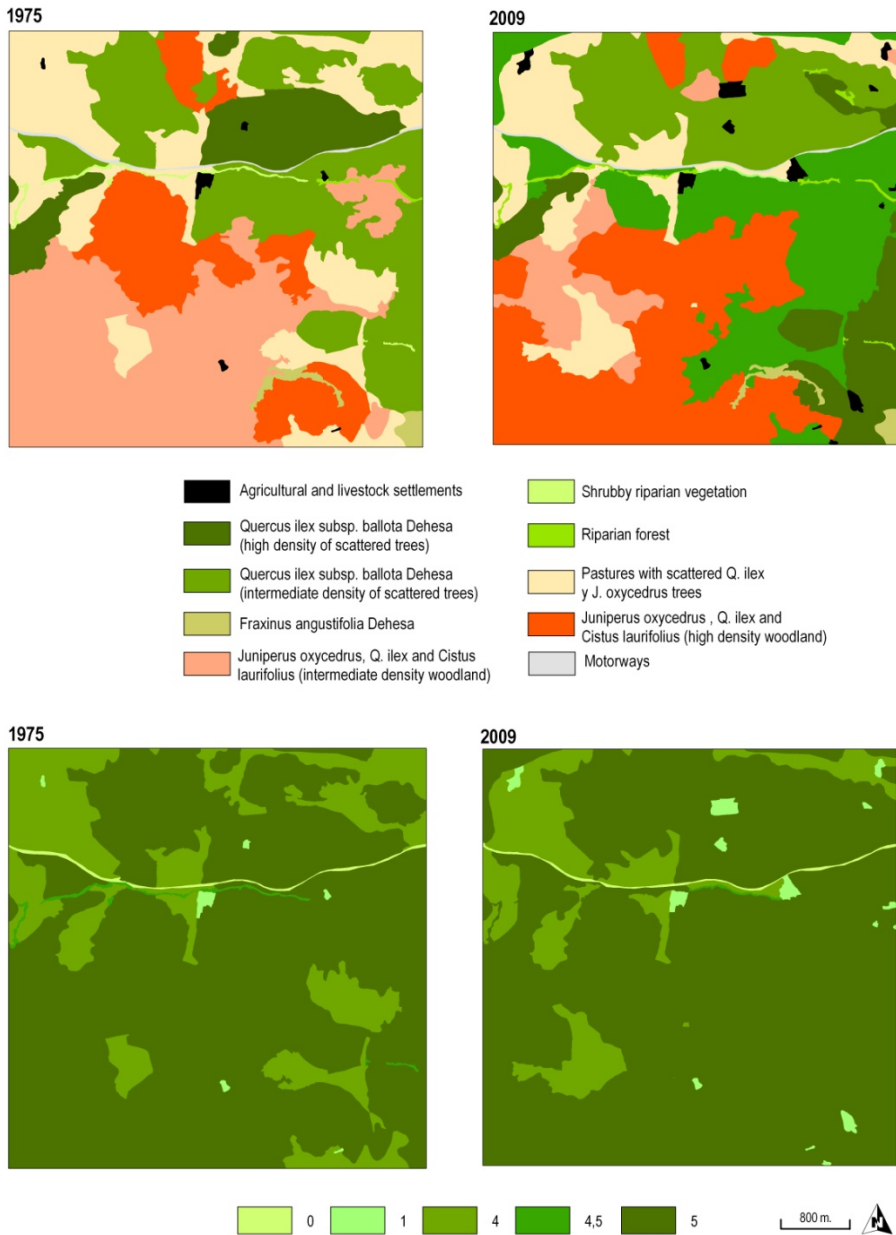 1975
2009
Agricultural and livestock settlements
Quercus ilex subsp. ballota Dehesa
(high density of scattered trees)
Quercus ilex subsp. ballota Dehesa
(intermediate density of scattered trees)
Fraxinus angustifolia Dehesa
Juniperus oxycedrus, Q. ilex and Cistus
laurifolius (intermediate density woodland)
Shrubby riparian vegetation
Riparian forest
Pastures with scattered Q. ilex
y J. oxycedrus trees
Juniperus oxycedrus , Q. ilex and
Cistus laurifolius (high density woodland)
Motorways
1975
2009
0
1
4
4,5
5
800 m.
N